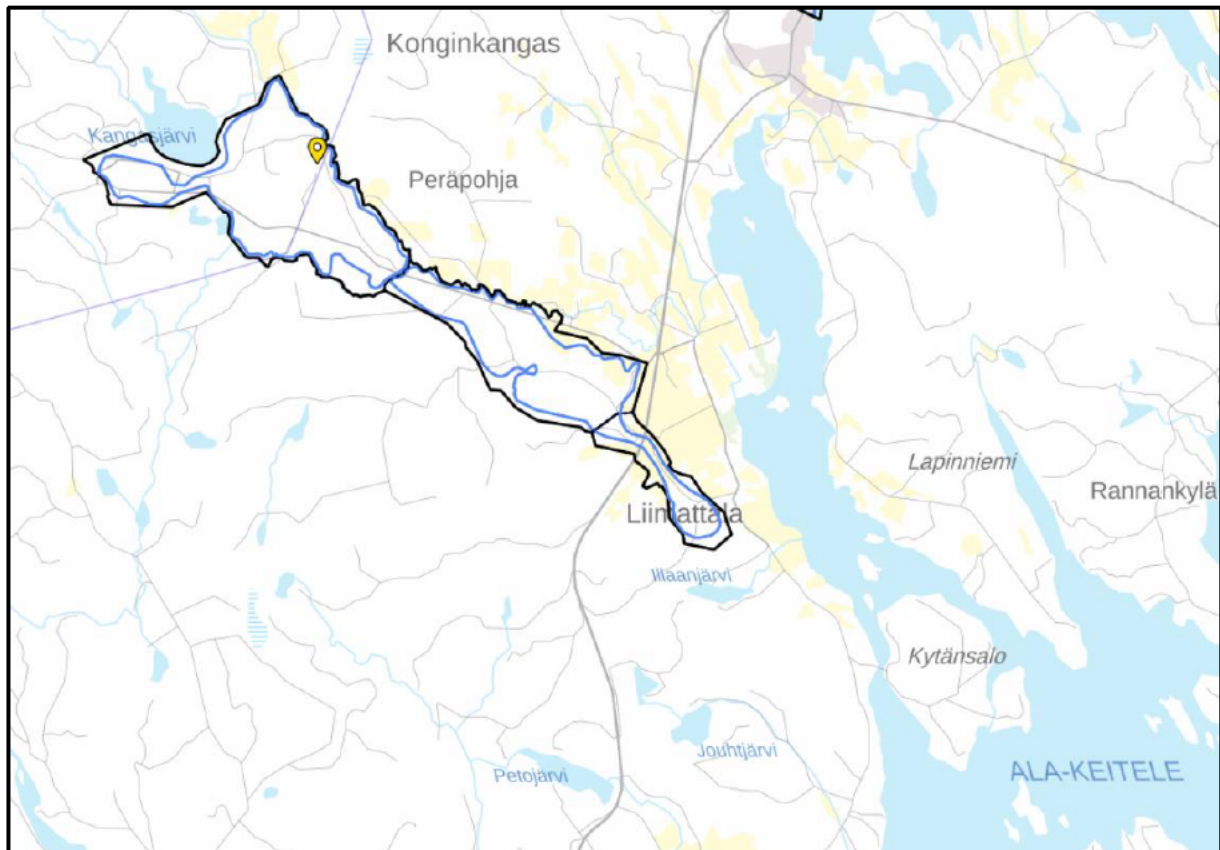 Konginkangas
Kangasjärvi
Peräpohja
Lapinniemi
Rannankylä
Liimattala
Iilaanjärvi
Kytänsalo
Jouhtjärvi
Petojärvi
ALA-KEITELE